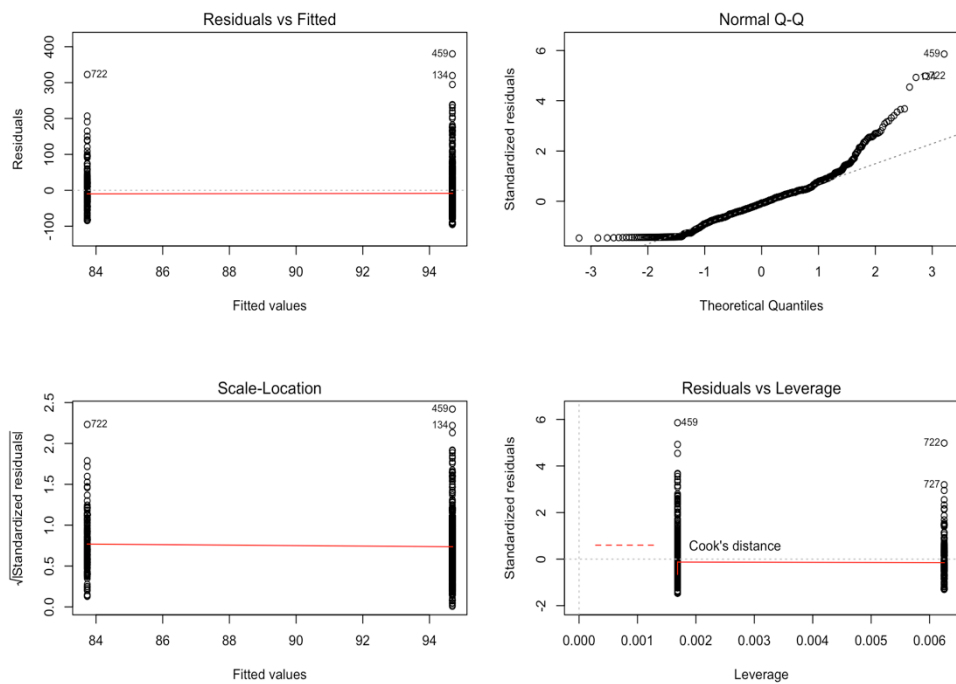 Residuals vs Fitted
Residuals
400
300
200
100
0
-100
459
722
134
84 86 88 90 92 94
Fitted values
Normal Q-Q
Standardized residuals
6
4
2
0
459
722
-3 -2 -1 0 1 2 3
Theoretical Quantiles
Scale-Location
√|Standardized residuals|
2.5
2.0
1.5
1.0
0.5
0.0
459
722
134
84 86 88 90 92 94
Fitted values
Residuals vs Leverage
Standardized residuals
6
4
2
0
-2
459
722
727
Cook's distance
0.000 0.001 0.002 0.003 0.004 0.005 0.006
Leverage